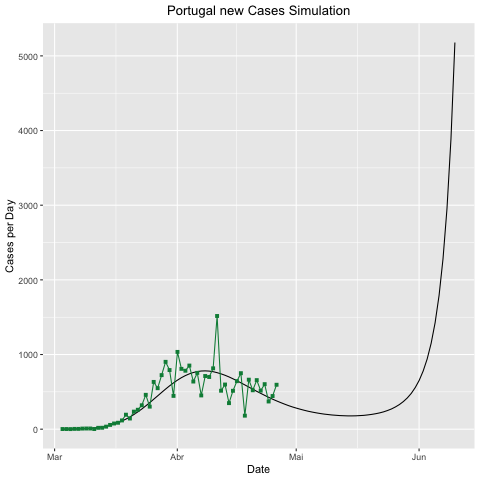 Portugal new Cases Simulation
5000
4000
3000
2000
1000
0
Cases per Day
Mar
Abr
Mai
Jun
Date